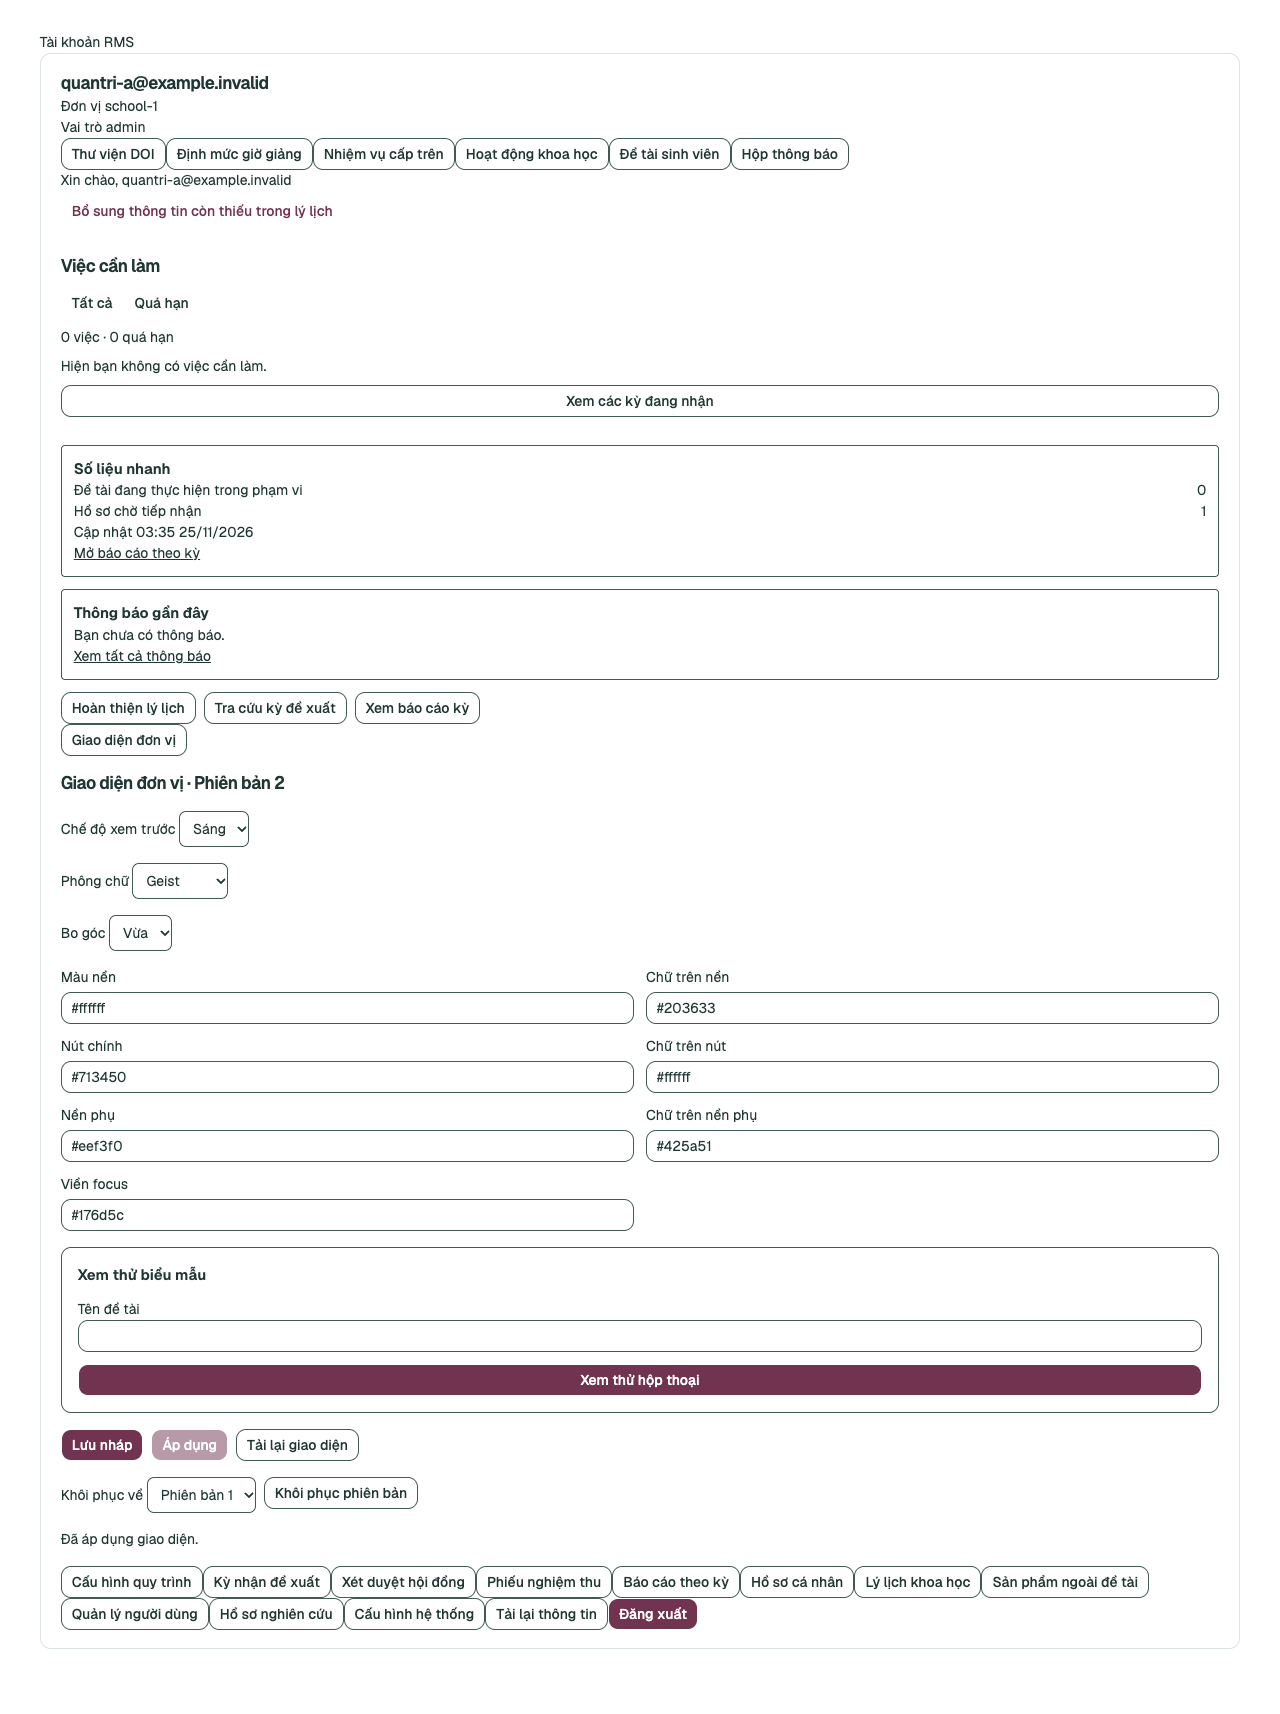 Tài khoản RMS
quantri-a@example.invalid
Đơn vị school-1
Vai trò admin
Thư viện DOI Định mức giờ giảng Nhiệm vụ cấp trên Hoạt động khoa học Đề tài sinh viên Hộp thông báo
Xin chào, quantri-a@example.invalid
Bổ sung thông tin còn thiếu trong lý lịch
Việc cần làm
Tất cả Quá hạn
0 việc · 0 quá hạn
Hiện bạn không có việc cần làm.
Xem các kỳ đang nhận
Số liệu nhanh
Đề tài đang thực hiện trong phạm vi 0
Hồ sơ chờ tiếp nhận 1
Cập nhật 03:35 25/11/2026
Mở báo cáo theo kỳ
Thông báo gần đây
Bạn chưa có thông báo.
Xem tất cả thông báo
Hoàn thiện lý lịch Tra cứu kỳ đề xuất Xem báo cáo kỳ
Giao diện đơn vị
Giao diện đơn vị · Phiên bản 2
Chế độ xem trước Sáng
Phông chữ Geist
Bo góc Vừa
Màu nền Chữ trên nền
#ffffff #203633
Nút chính Chữ trên nút
#713450 #ffffff
Nền phụ Chữ trên nền phụ
#eef3f0 #425a51
Viền focus
#176d5c
Xem thử biểu mẫu
Tên đề tài
Xem thử hộp thoại
Lưu nháp Áp dụng Tải lại giao diện
Khôi phục về Phiên bản 1 Khôi phục phiên bản
Đã áp dụng giao diện.
Cấu hình quy trình Kỳ nhận đề xuất Xét duyệt hội đồng Phiếu nghiệm thu Báo cáo theo kỳ Hồ sơ cá nhân Lý lịch khoa học Sản phẩm ngoài đề tài
Quản lý người dùng Hồ sơ nghiên cứu Cấu hình hệ thống Tải lại thông tin Đăng xuất